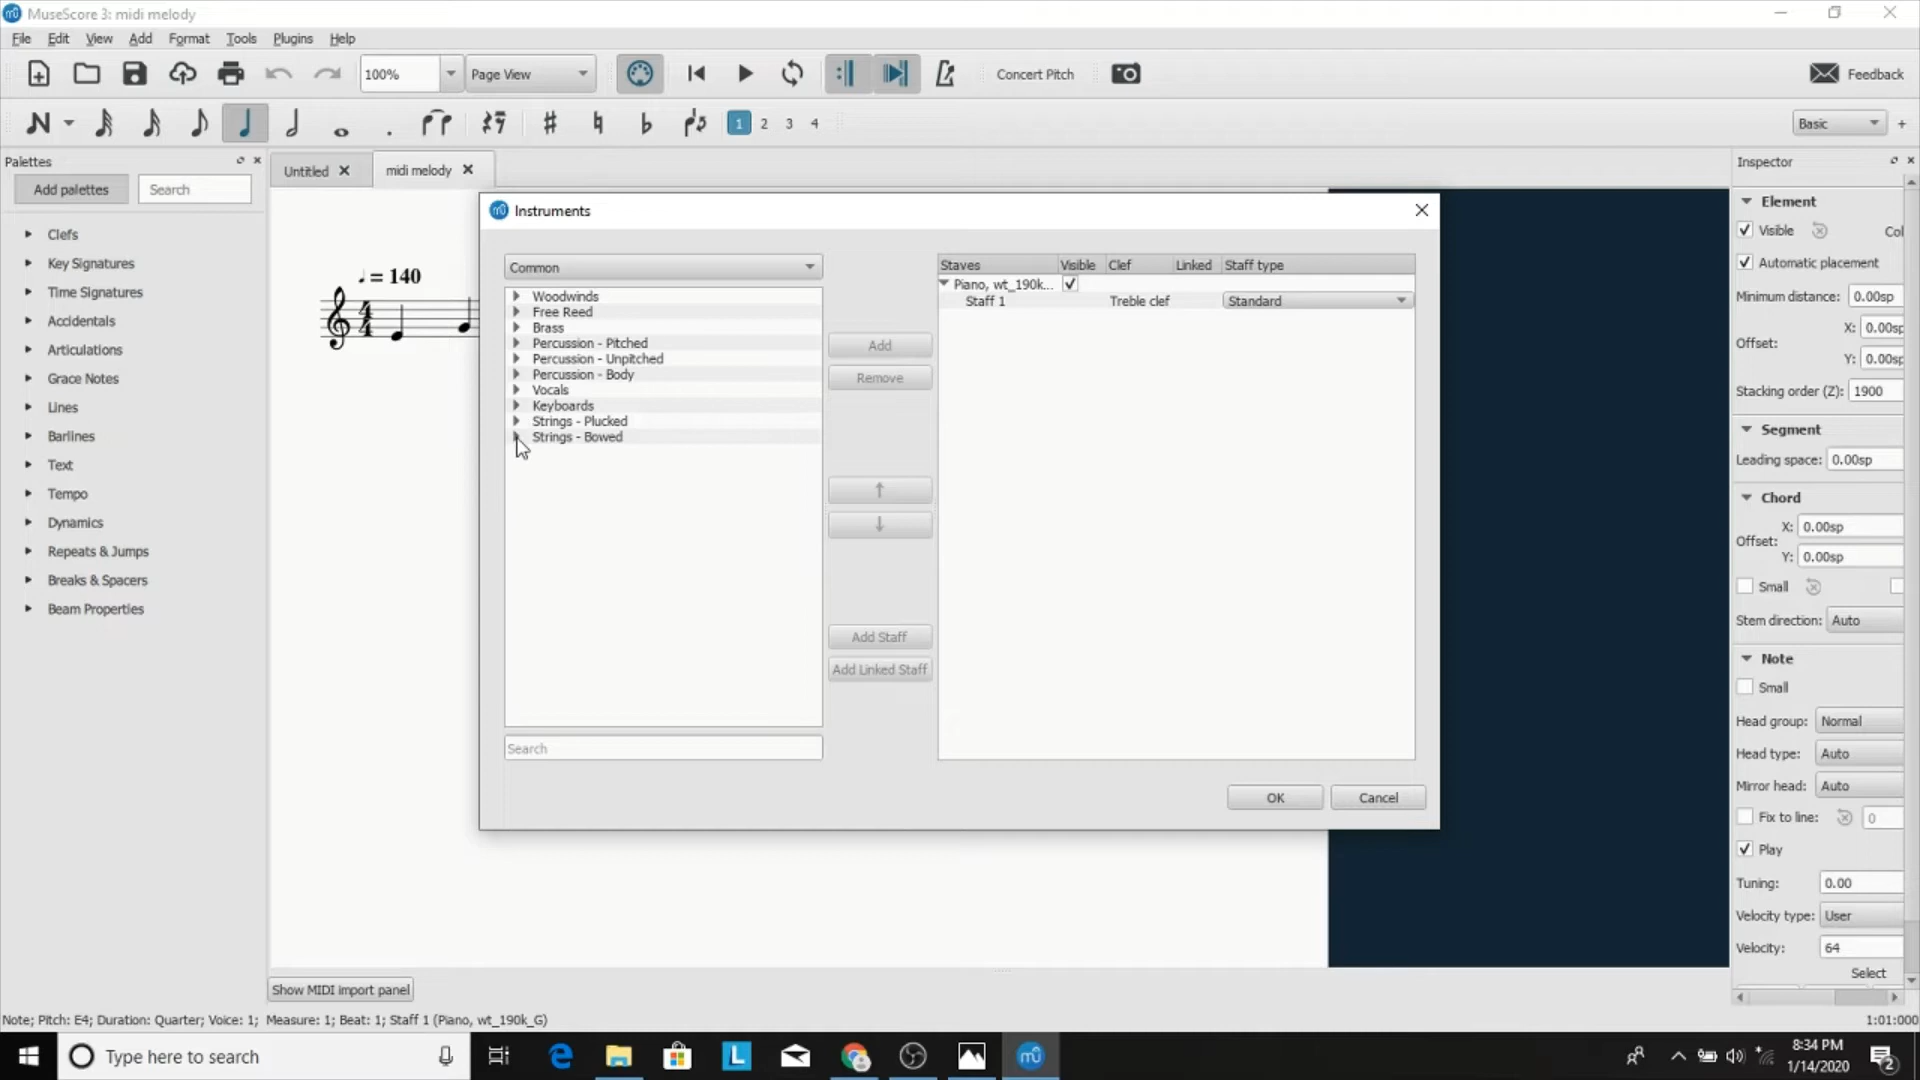 MuseScore 3: midi melody
File Edit View Add Format Tools Plugins Help
100% Page View Concert Pitch Feedback
1 2 3 4 Basic +
Palettes
Add palettes Search
Clefs
Key Signatures
Time Signatures
Accidentals
Articulations
Grace Notes
Lines
Barlines
Text
Tempo
Dynamics
Repeats & Jumps
Breaks & Spacers
Beam Properties
Untitled midi melody
= 140
4
4
Instruments
Common
Woodwinds
Free Reed
Brass
Percussion - Pitched
Percussion - Unpitched
Percussion - Body
Vocals
Keyboards
Strings - Plucked
Strings - Bowed
Search
Add
Remove
Add Staff
Add Linked Staff
Staves Visible Clef Linked Staff type
Piano, wt_190k...
Staff 1 Treble clef Standard
OK Cancel
Inspector
Element
Visible Col
Automatic placement
Minimum distance: 0.00sp
X: 0.00sp
Offset:
Y: 0.00sp
Stacking order (Z): 1900
Segment
Leading space: 0.00sp
Chord
X: 0.00sp
Offset:
Y: 0.00sp
Small
Stem direction: Auto
Note
Small
Head group: Normal
Head type: Auto
Mirror head: Auto
Fix to line: 0
Play
Tuning: 0.00
Velocity type: User
Velocity: 64
Select
Show MIDI import panel
Note; Pitch: E4; Duration: Quarter; Voice: 1; Measure: 1; Beat: 1; Staff 1 (Piano, wt_190k_G) 1:01:000
Type here to search
8:34 PM
1/14/2020
2